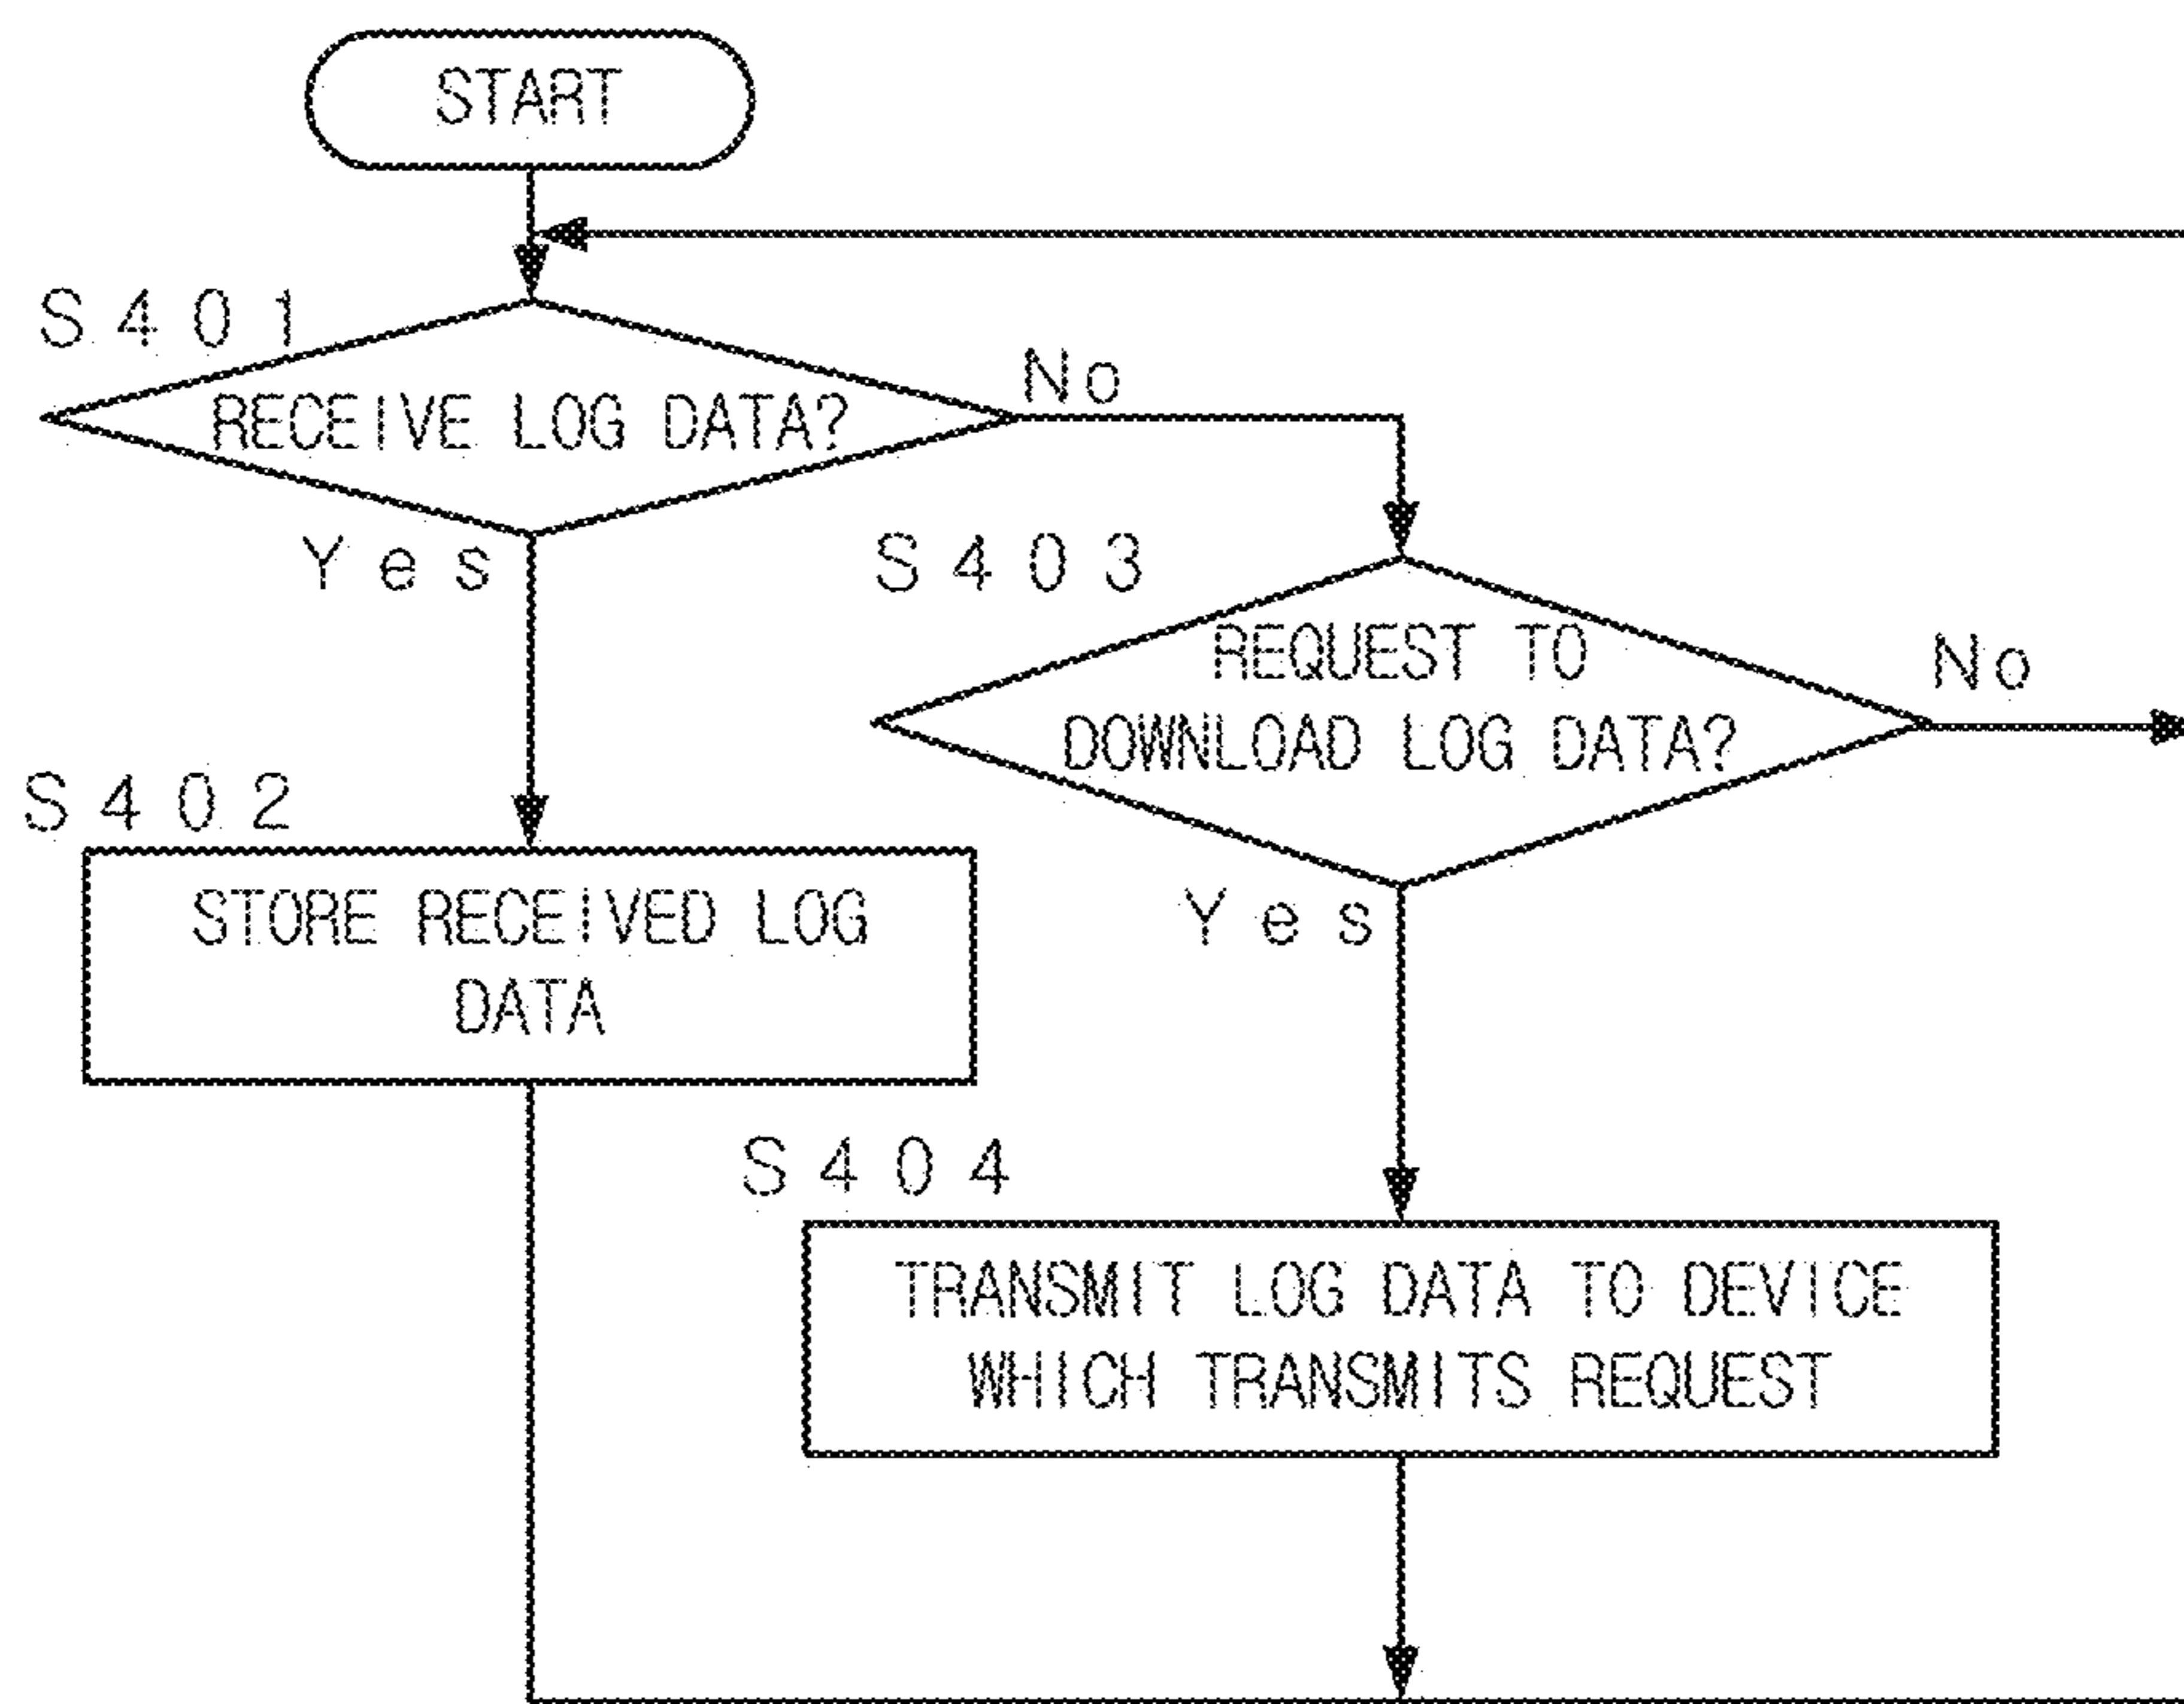 START
S401
RECEIVE LOG DATA?
No
Yes
S403
REQUEST TO
DOWNLOAD LOG DATA?
No
Yes
S402
STORE RECEIVED LOG
DATA
S404
TRANSMIT LOG DATA TO DEVICE
WHICH TRANSMITS REQUEST